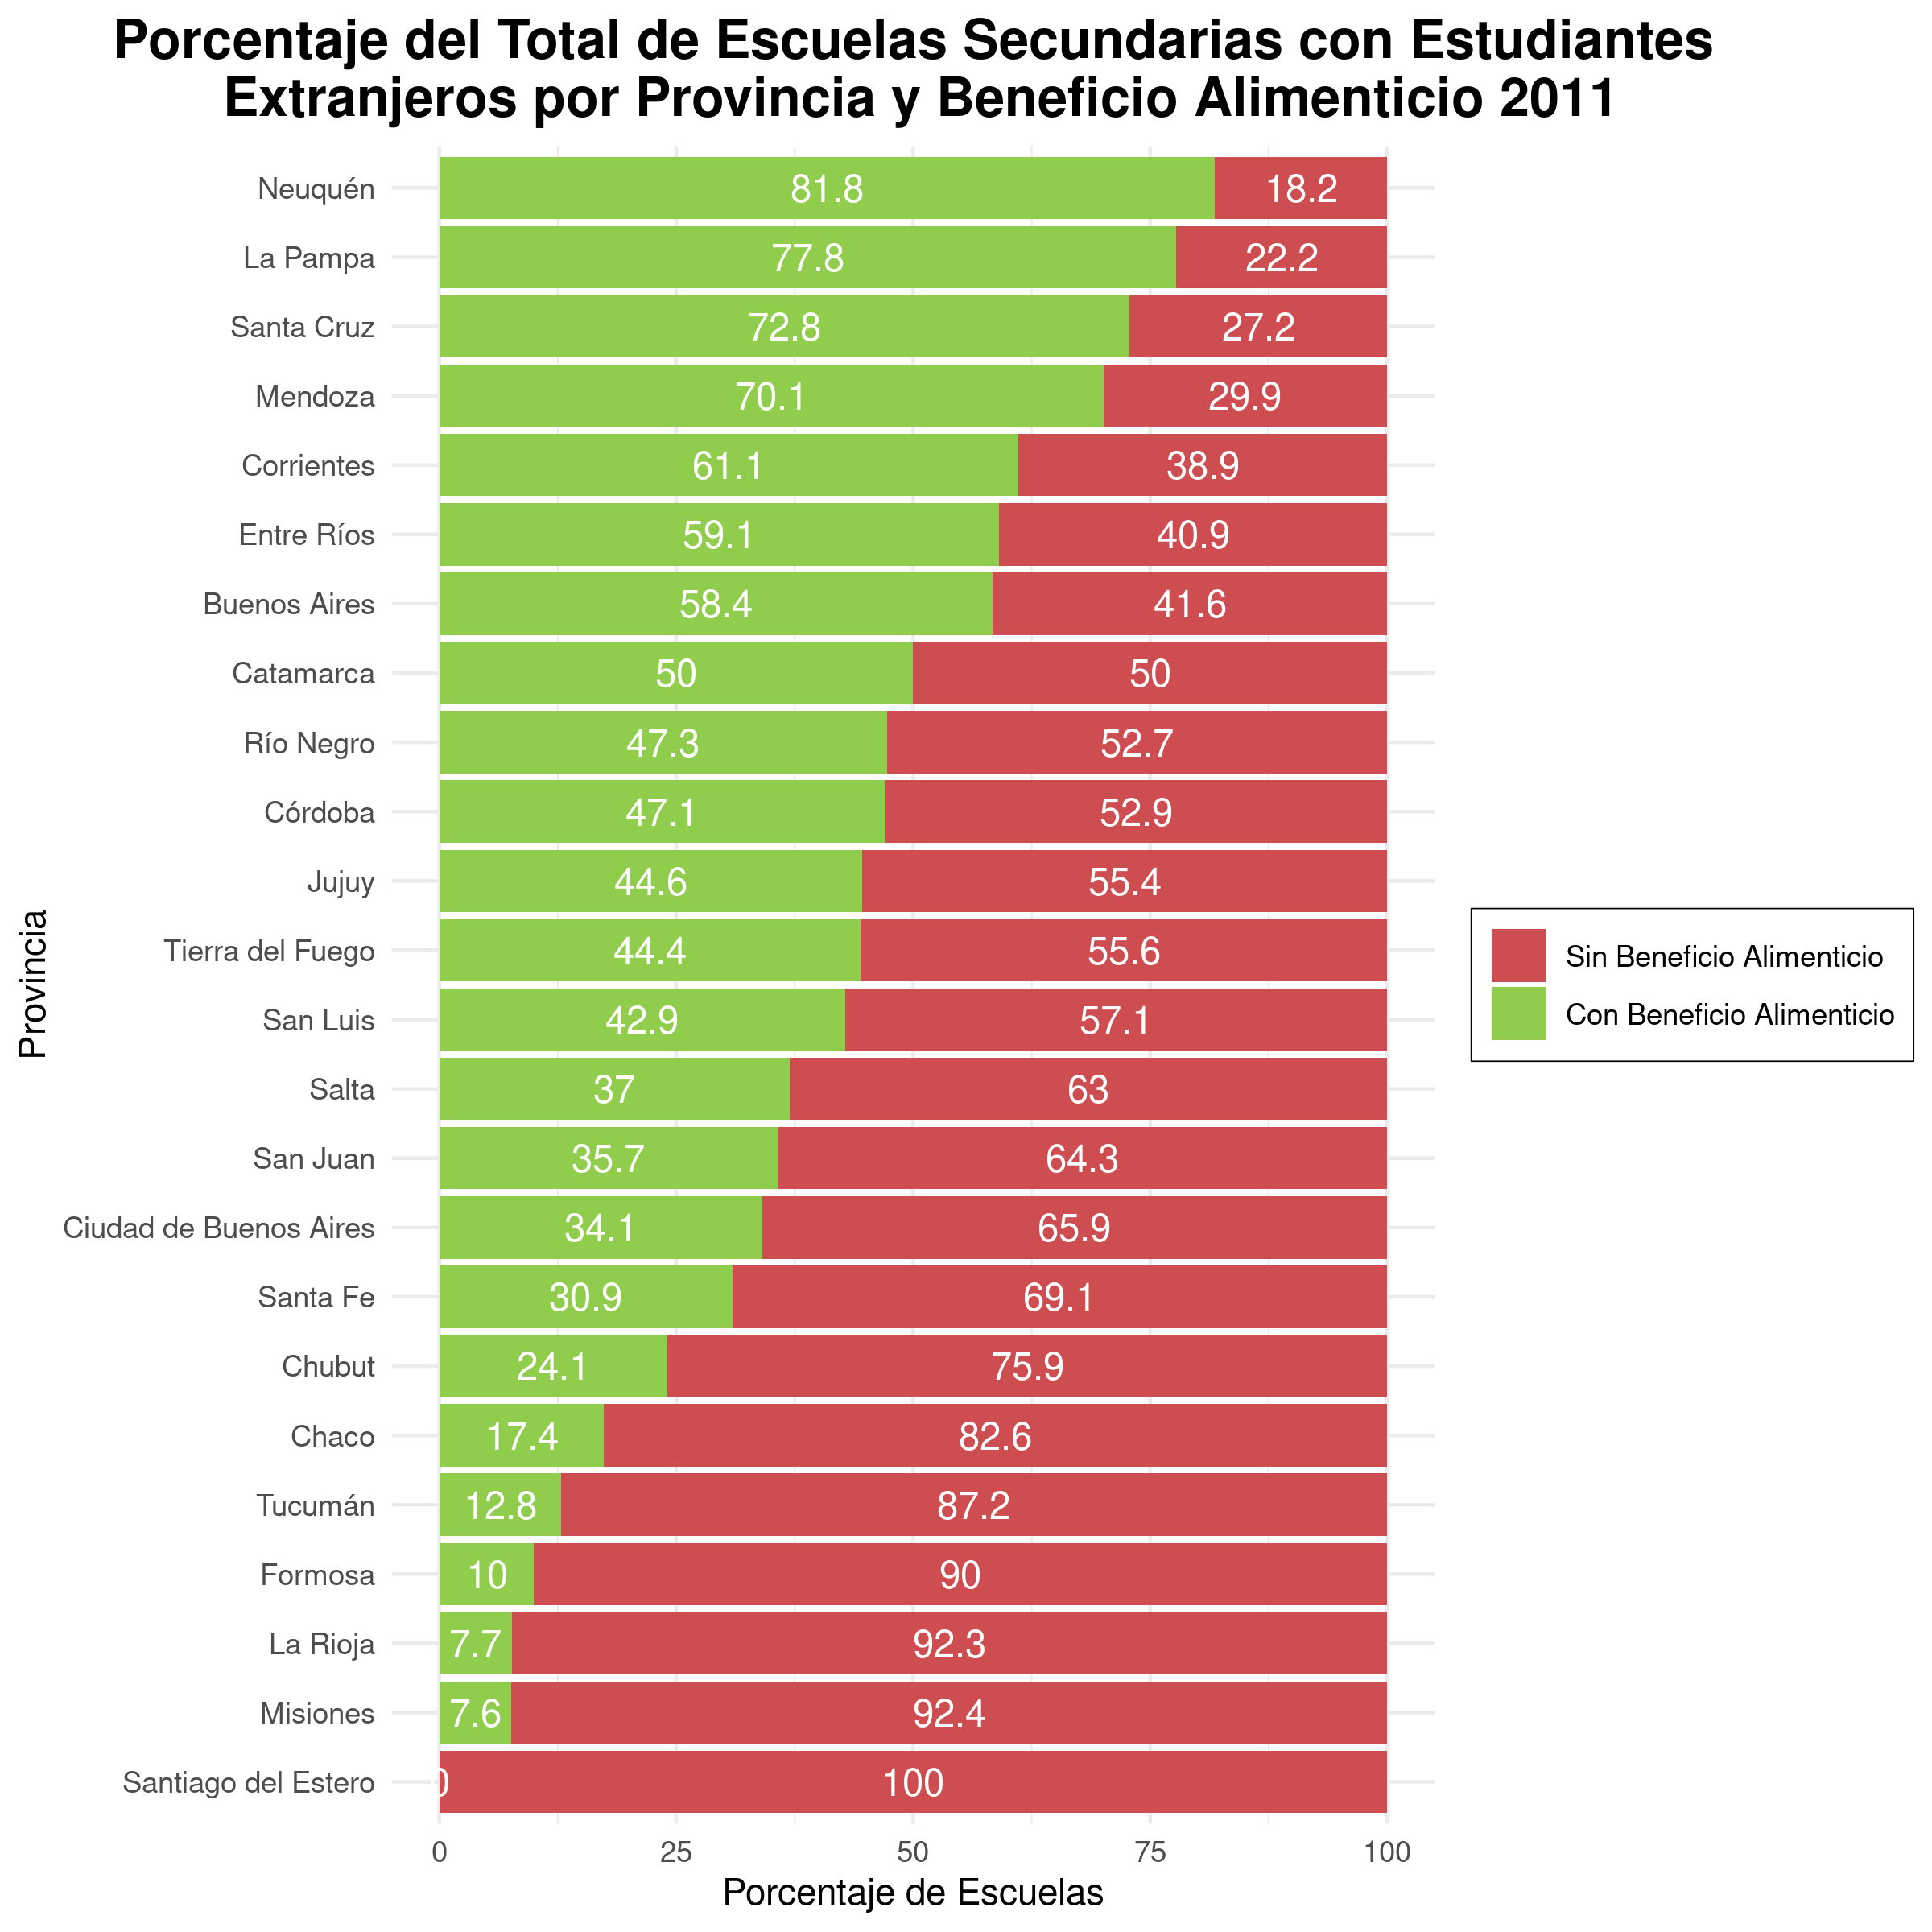 Porcentaje del Total de Escuelas Secundarias con Estudiantes
Extranjeros por Provincia y Beneficio Alimenticio 2011
Provincia
Neuquén 81.8 18.2
La Pampa 77.8 22.2
Santa Cruz 72.8 27.2
Mendoza 70.1 29.9
Corrientes 61.1 38.9
Entre Ríos 59.1 40.9
Buenos Aires 58.4 41.6
Catamarca 50 50
Río Negro 47.3 52.7
Córdoba 47.1 52.9
Jujuy 44.6 55.4
Tierra del Fuego 44.4 55.6
San Luis 42.9 57.1
Salta 37 63
San Juan 35.7 64.3
Ciudad de Buenos Aires 34.1 65.9
Santa Fe 30.9 69.1
Chubut 24.1 75.9
Chaco 17.4 82.6
Tucumán 12.8 87.2
Formosa 10 90
La Rioja 7.7 92.3
Misiones 7.6 92.4
Santiago del Estero 0 100
0 25 50 75 100
Porcentaje de Escuelas
Sin Beneficio Alimenticio
Con Beneficio Alimenticio